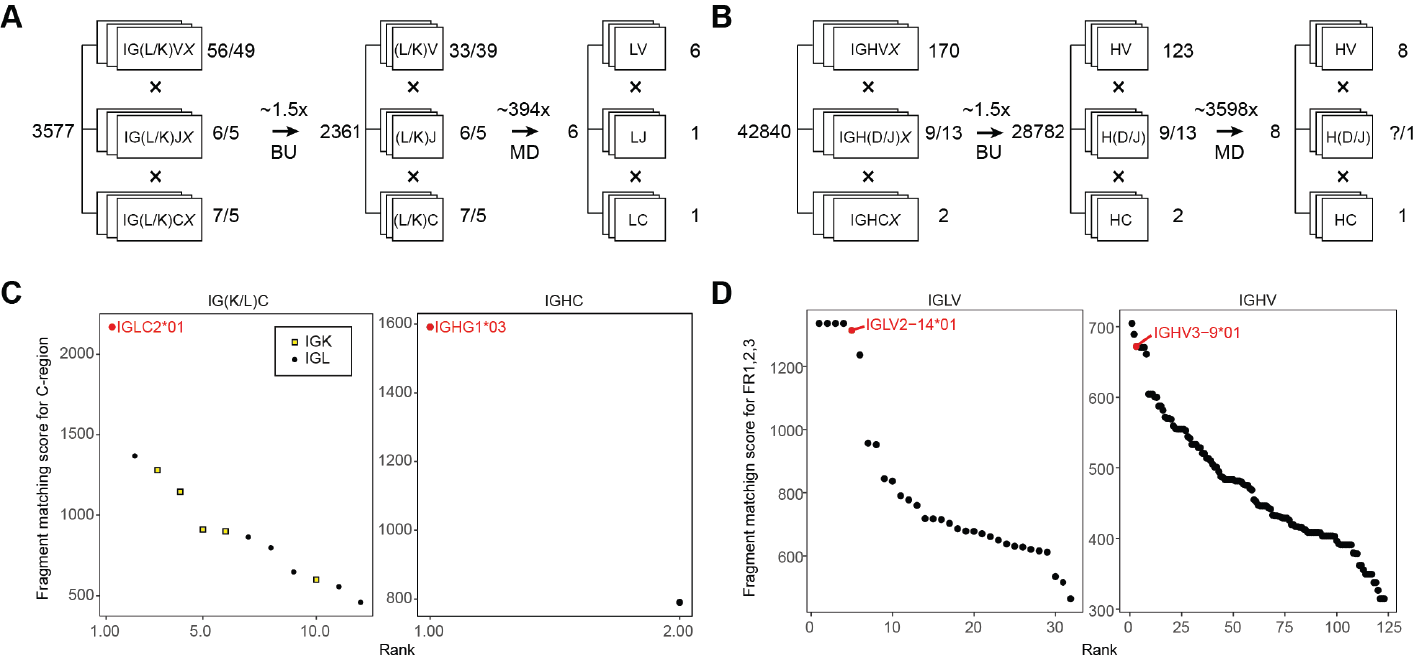 A
IG(L/K)VX 56/49
×
3577 IG(L/K)JX 6/5
×
IG(L/K)CX 7/5
~1.5x
BU
(L/K)V 33/39
×
2361 (L/K)J 6/5
×
(L/K)C 7/5
~394x
MD
LV 6
×
6 LJ 1
×
LC 1
B
IGHVX 170
×
42840 IGH(D/J)X 9/13
×
IGHCX 2
~1.5x
BU
HV 123
×
28782 H(D/J) 9/13
×
HC 2
~3598x
MD
HV 8
×
8 H(D/J) ?/1
×
HC 1
C
IG(K/L)C
IGHC
Fragment matching score for C-region
2000
1500
1000
500
IGLC2*01
IGK
IGL
1.00 5.0 10.0
1600
1400
1200
1000
800
IGHG1*03
1.00 2.00
Rank
D
IGLV
IGHV
Fragment matchign score for FR1,2,3
1200
1000
800
600
IGLV2−14*01
0 10 20 30
700
600
500
400
300
IGHV3−9*01
0 25 50 75 100 125
Rank